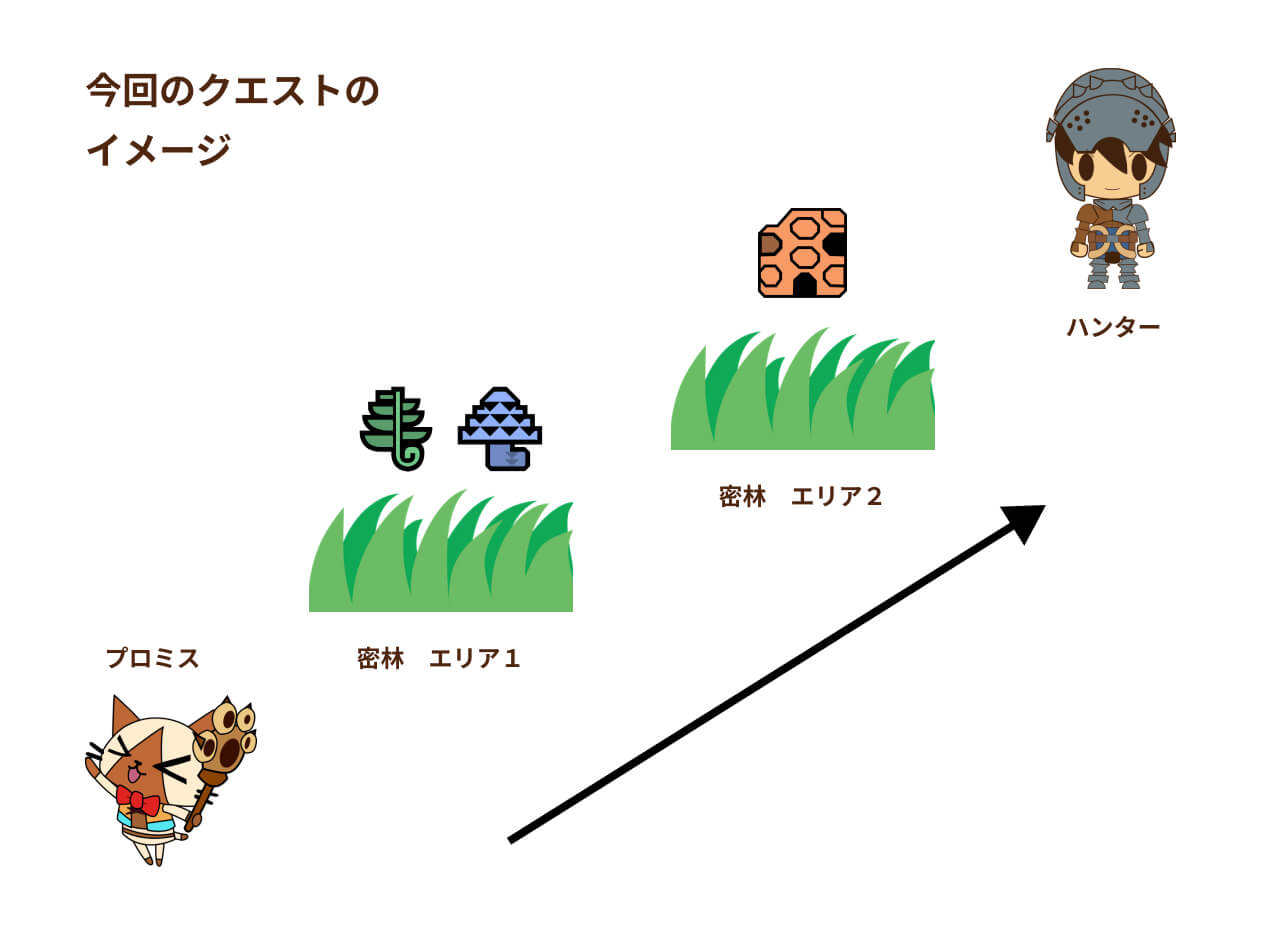 今回のクエストの
イメージ
ハンター
密林　エリア２
プロミス
密林　エリア１